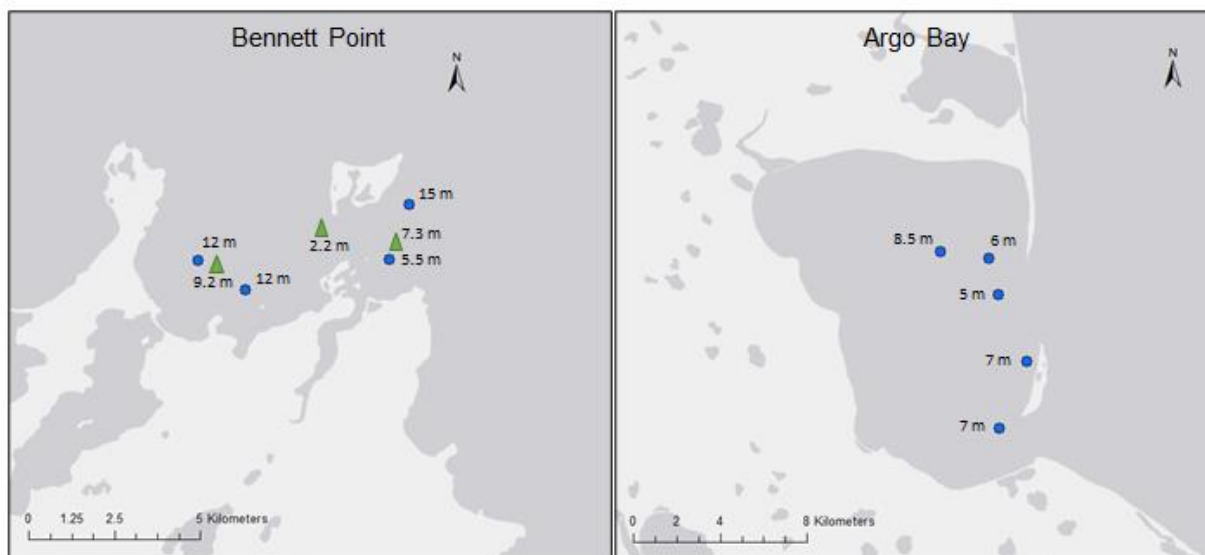 Bennett Point
N
15 m
12 m
7.3 m
2.2 m
5.5 m
9.2 m
12 m
0 1.25 2.5 5 Kilometers
Argo Bay
N
8.5 m
6 m
5 m
7 m
7 m
0 2 4 8 Kilometers